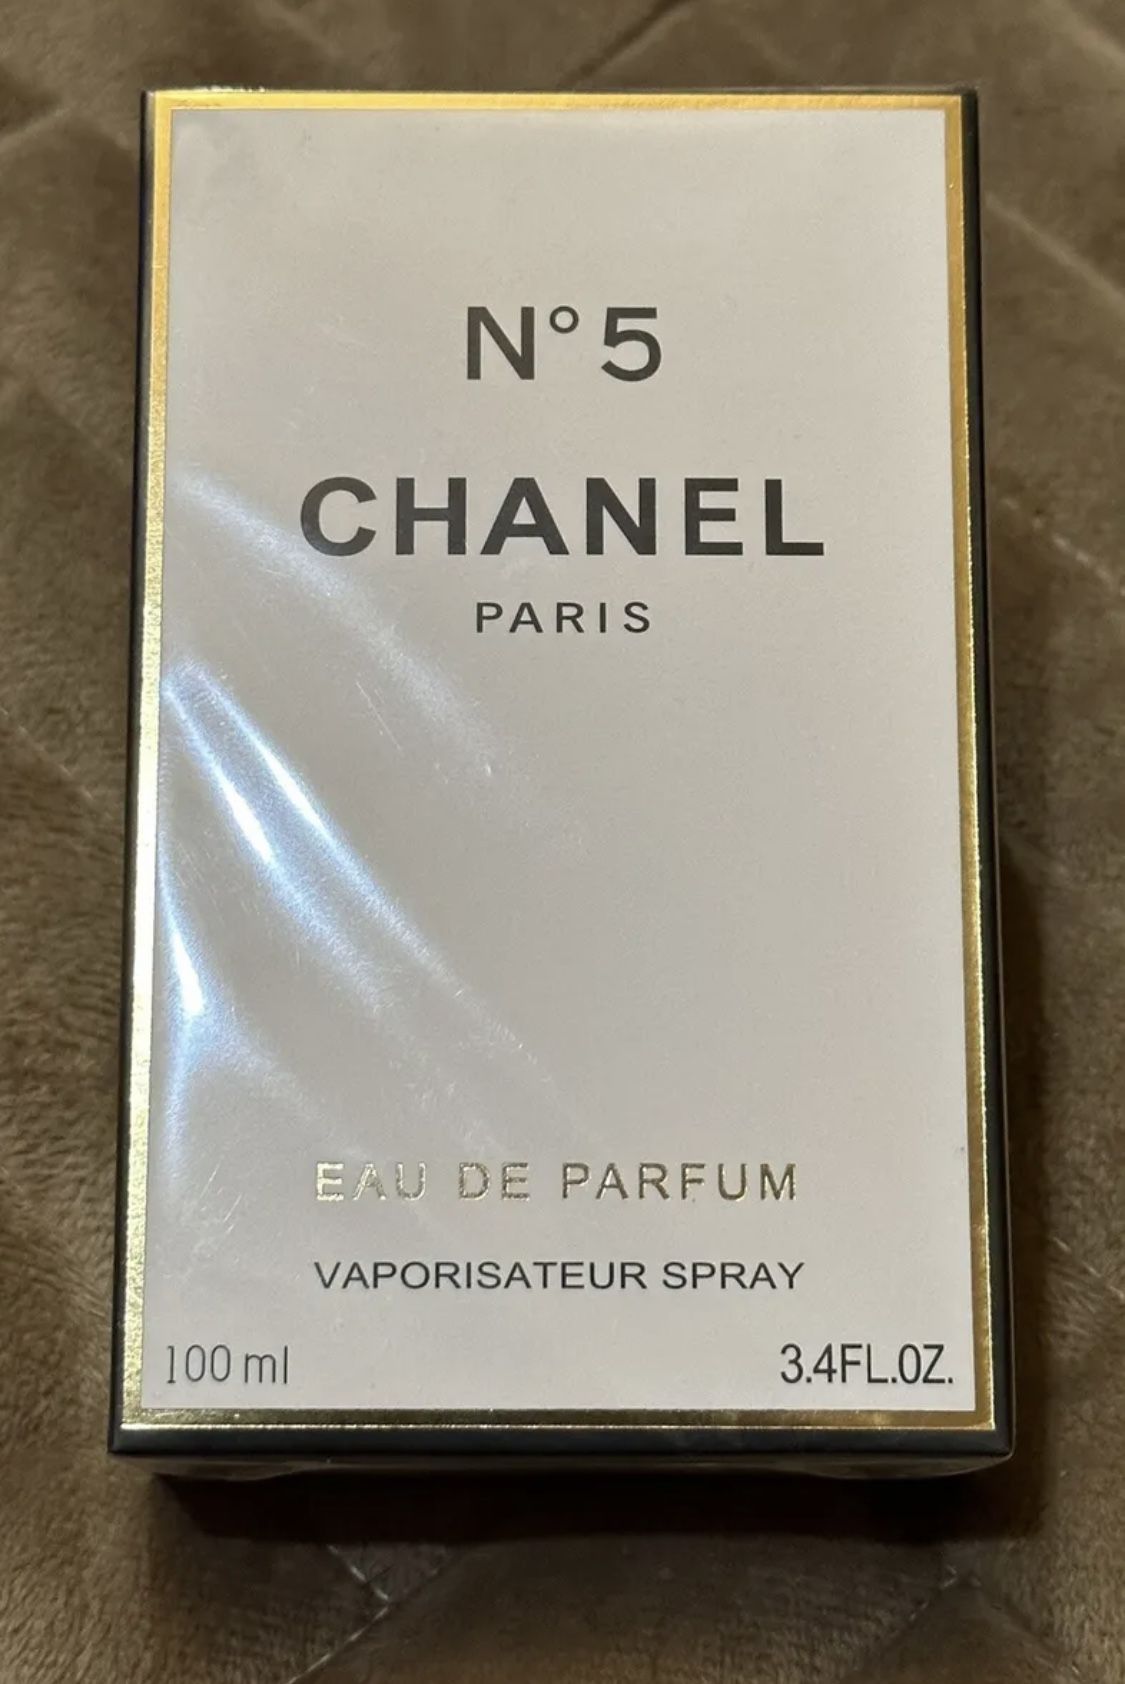 N° 5
CHANEL
PARIS
EAU DE PARFUM
VAPORISATEUR SPRAY
100 ml 3.4FL.OZ.